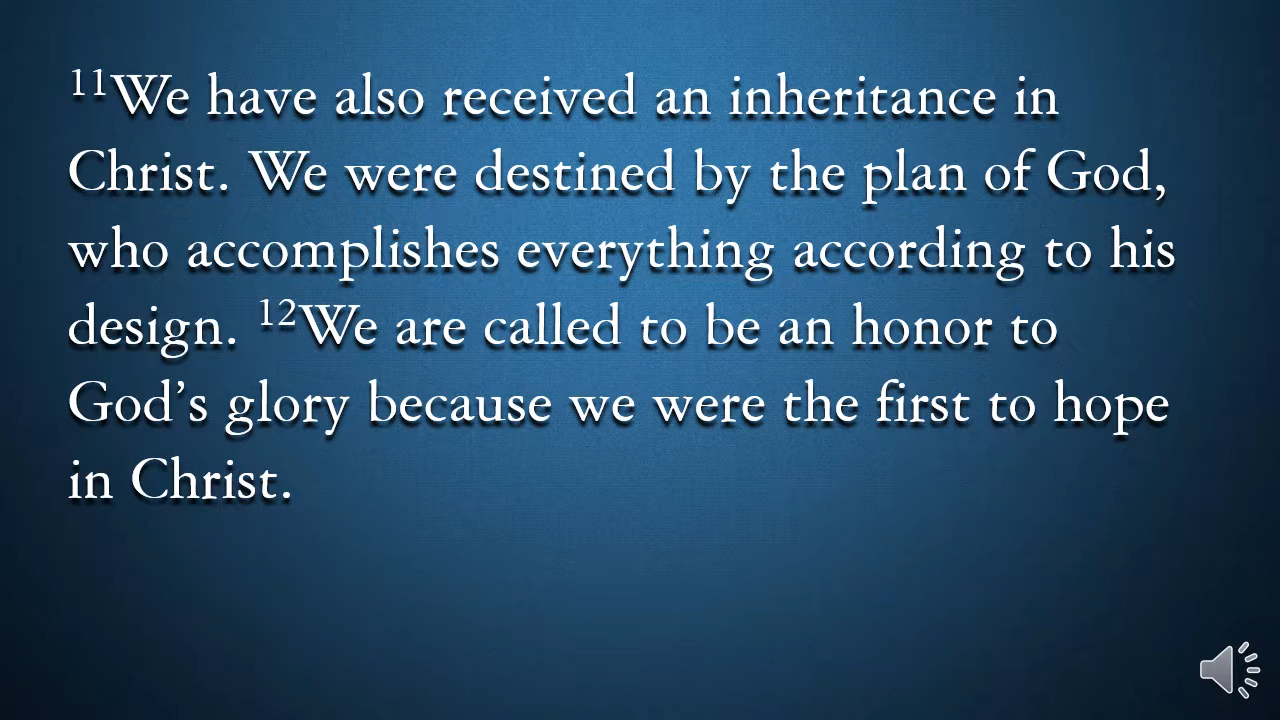 ¹¹We have also received an inheritance in
Christ. We were destined by the plan of God,
who accomplishes everything according to his
design. ¹²We are called to be an honor to
God’s glory because we were the first to hope
in Christ.